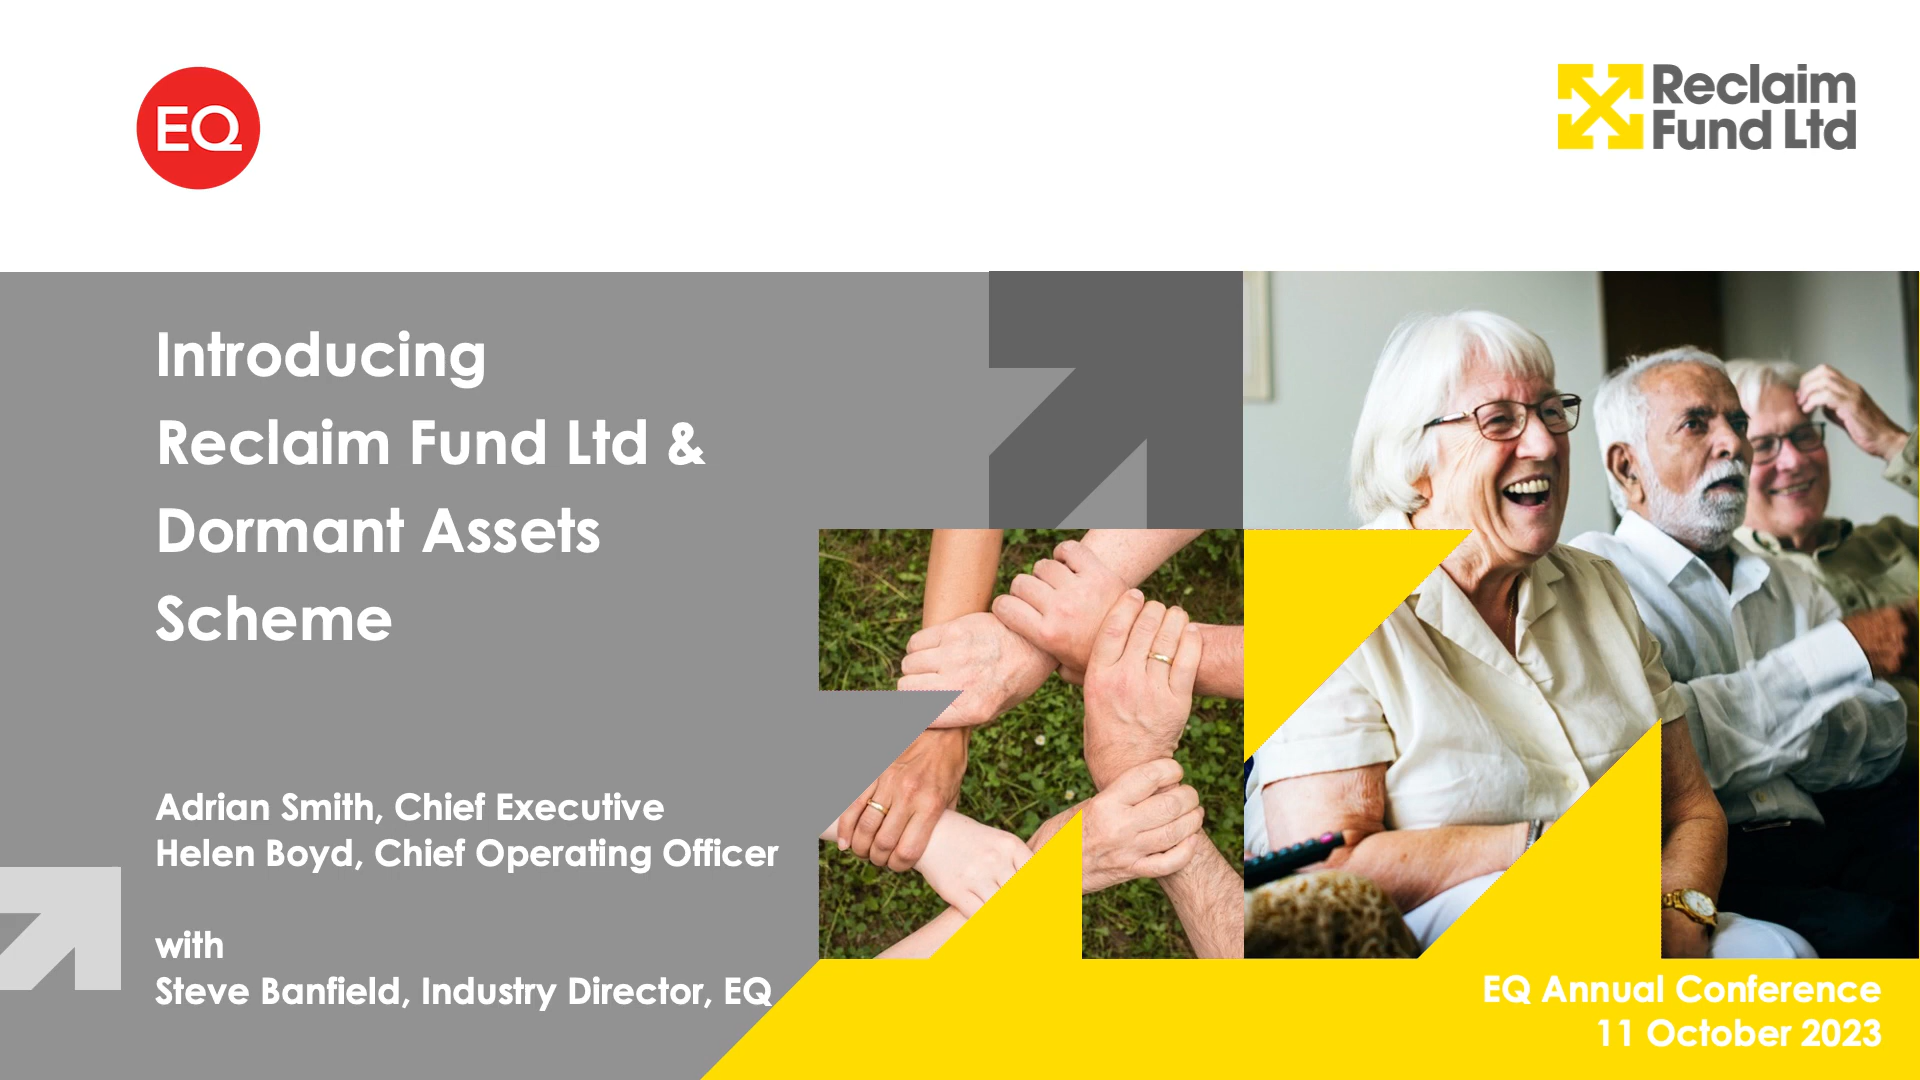 EQ
Reclaim
Fund Ltd
Introducing
Reclaim Fund Ltd &
Dormant Assets
Scheme
Adrian Smith, Chief Executive
Helen Boyd, Chief Operating Officer
with
Steve Banfield, Industry Director, EQ
EQ Annual Conference
11 October 2023